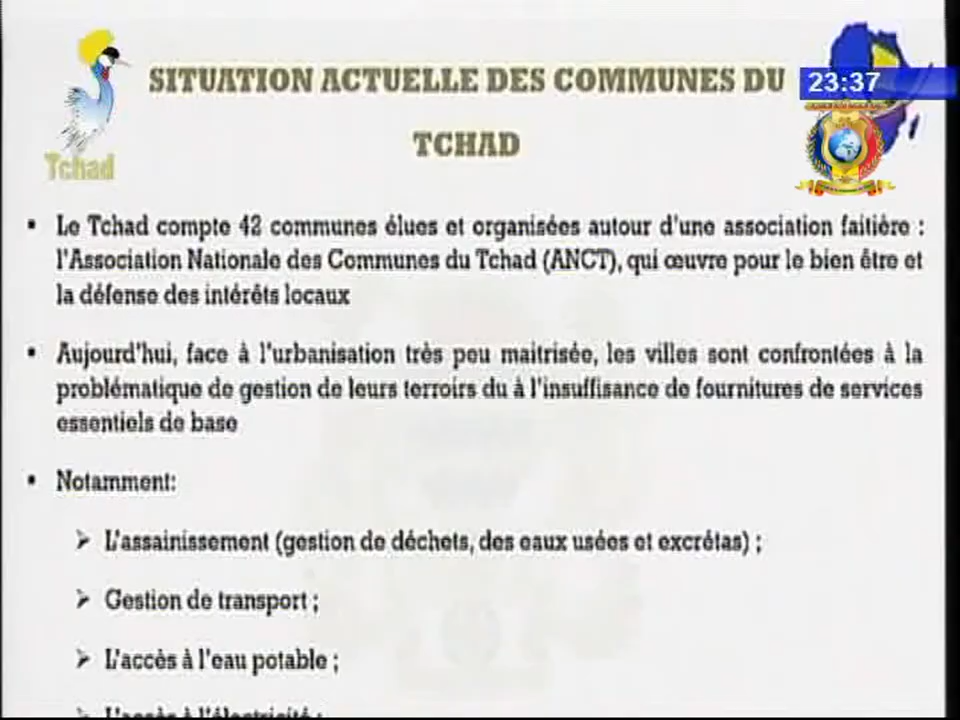 SITUATION ACTUELLE DES COMMUNES DU
TCHAD
23:37
Tchad
▪ Le Tchad compte 42 communes élues et organisées autour d'une association faitière :
l'Association Nationale des Communes du Tchad (ANCT), qui œuvre pour le bien être et
la défense des intérêts locaux
▪ Aujourd'hui, face à l'urbanisation très peu maitrisée, les villes sont confrontées à la
problématique de gestion de leurs terroirs du à l'insuffisance de fournitures de services
essentiels de base
▪ Notamment:
➢ L'assainissement (gestion de déchets, des eaux usées et excrétas) ;
➢ Gestion de transport ;
➢ L'accès à l'eau potable ;
➢ L'accès à l'électricité ;